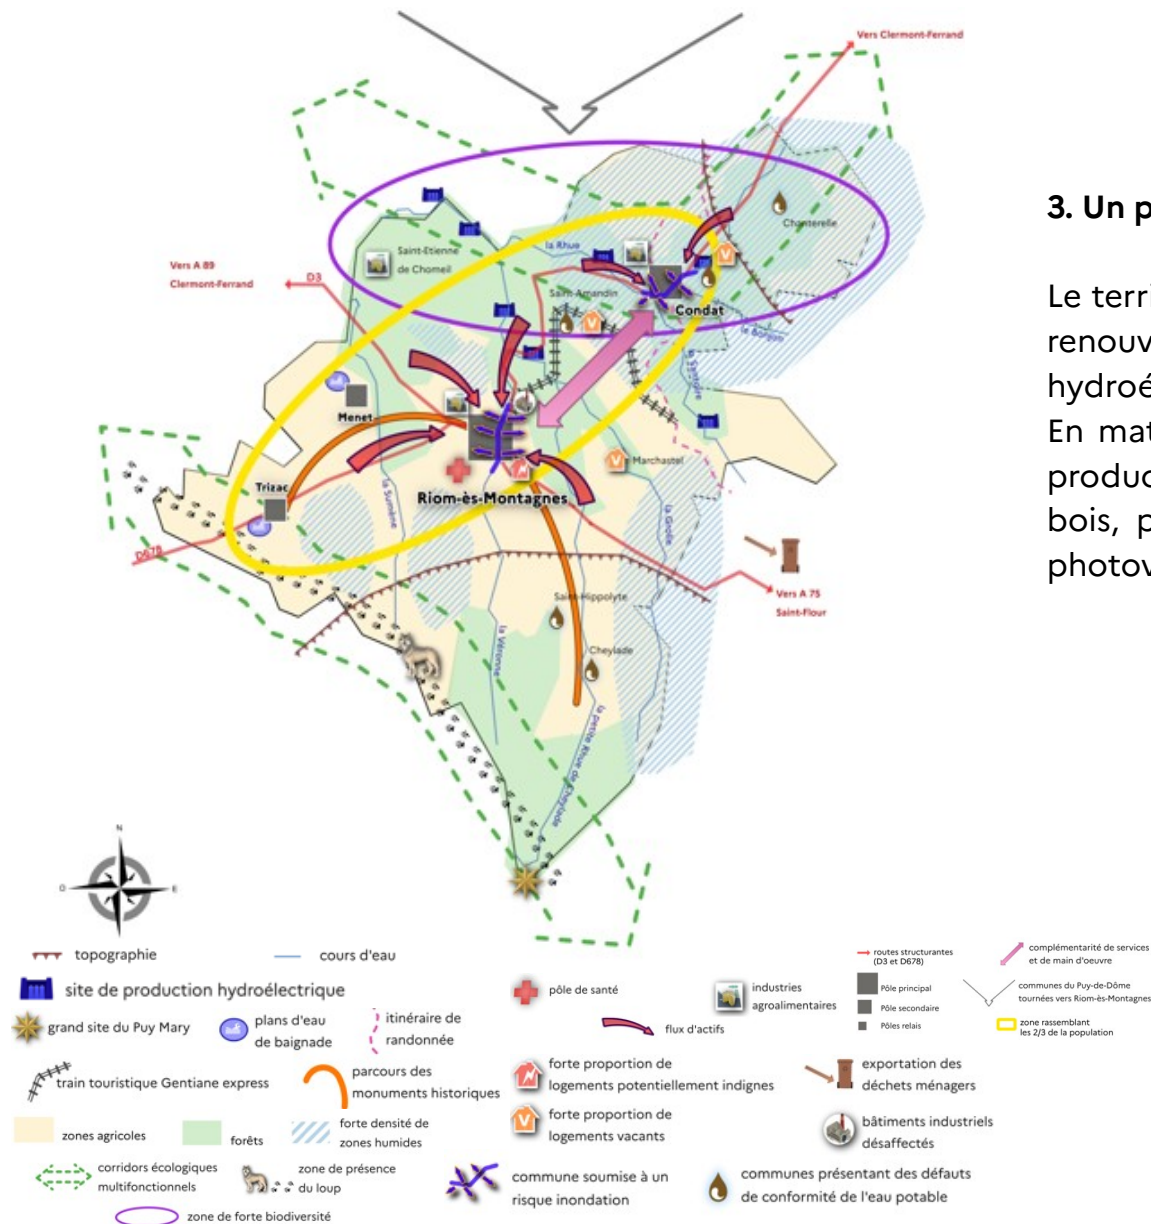 Vers Clermont-Ferrand
3. Un p
Le terri
renouv
hydroé
En mat
produc
bois, p
photov
Chanterelle
la Rhue
Saint-Etienne
de Chomeil
Vers A 89
Clermont-Ferrand
D3
Saint-Amandin
Condat
le Bonjon
la Santoire
Menet
Marchastel
Trizac
la Sumène
Riom-ès-Montagnes
la Grolle
D678
Vers A 75
Saint-Flour
Saint-Hippolyte
la Véronne
Cheylade
la petite Rhue de Cheylade
N
O
E
topographie
cours d'eau
site de production hydroélectrique
grand site du Puy Mary
plans d'eau
de baignade
itinéraire de
randonnée
train touristique Gentiane express
parcours des
monuments historiques
zones agricoles
forêts
forte densité de
zones humides
corridors écologiques
multifonctionnels
zone de présence
du loup
zone de forte biodiversité
pôle de santé
industries
agroalimentaires
flux d'actifs
forte proportion de
logements potentiellement indignes
forte proportion de
logements vacants
commune soumise à un
risque inondation
communes présentant des défauts
de conformité de l'eau potable
routes structurantes
(D3 et D678)
Pôle principal
Pôle secondaire
Pôles relais
complémentarité de services
et de main d'oeuvre
communes du Puy-de-Dôme
tournées vers Riom-ès-Montagnes
zone rassemblant
les 2/3 de la population
exportation des
déchets ménagers
bâtiments industriels
désaffectés